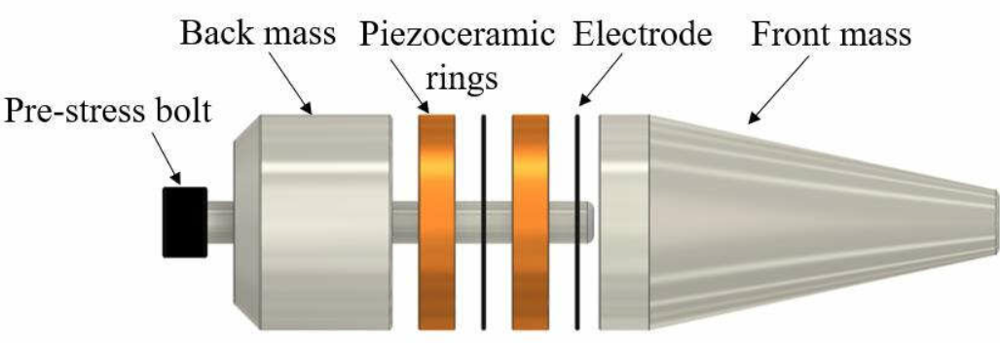 Back mass
Piezoceramic
rings
Electrode
Front mass
Pre-stress bolt